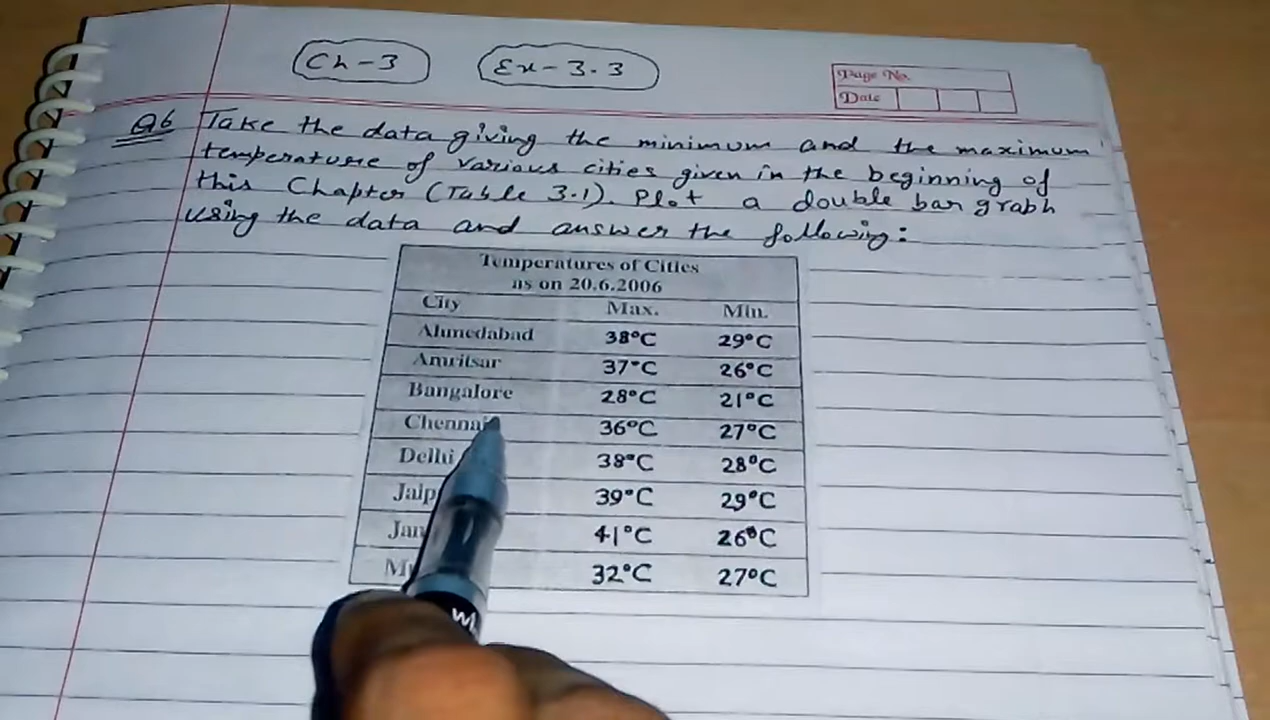 Ch-3 Ex-3.3
Page No.
Date
Q6 Take the data giving the minimum and the maximum
temperature of various cities given in the beginning of
this Chapter (Table 3.1). Plot a double bar graph
using the data and answer the following:
Temperatures of Cities
as on 20.6.2006
City Max. Min.
Ahmedabad 38°C 29°C
Amritsar 37°C 26°C
Bangalore 28°C 21°C
Chennai 36°C 27°C
Delhi 38°C 28°C
Jaip 39°C 29°C
Jam 41°C 26°C
32°C 27°C